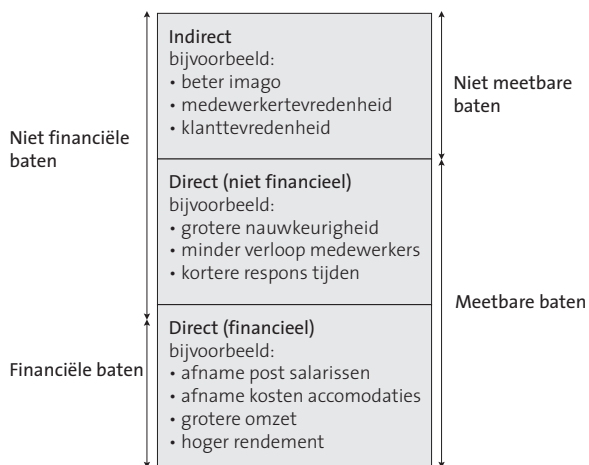 Indirect
bijvoorbeeld:
• beter imago
• medewerkertevredenheid
• klanttevredenheid
Niet meetbare
baten
Niet financiële
baten
Direct (niet financieel)
bijvoorbeeld:
• grotere nauwkeurigheid
• minder verloop medewerkers
• kortere respons tijden
Meetbare baten
Direct (financieel)
bijvoorbeeld:
• afname post salarissen
• afname kosten accomodaties
• grotere omzet
• hoger rendement
Financiële baten